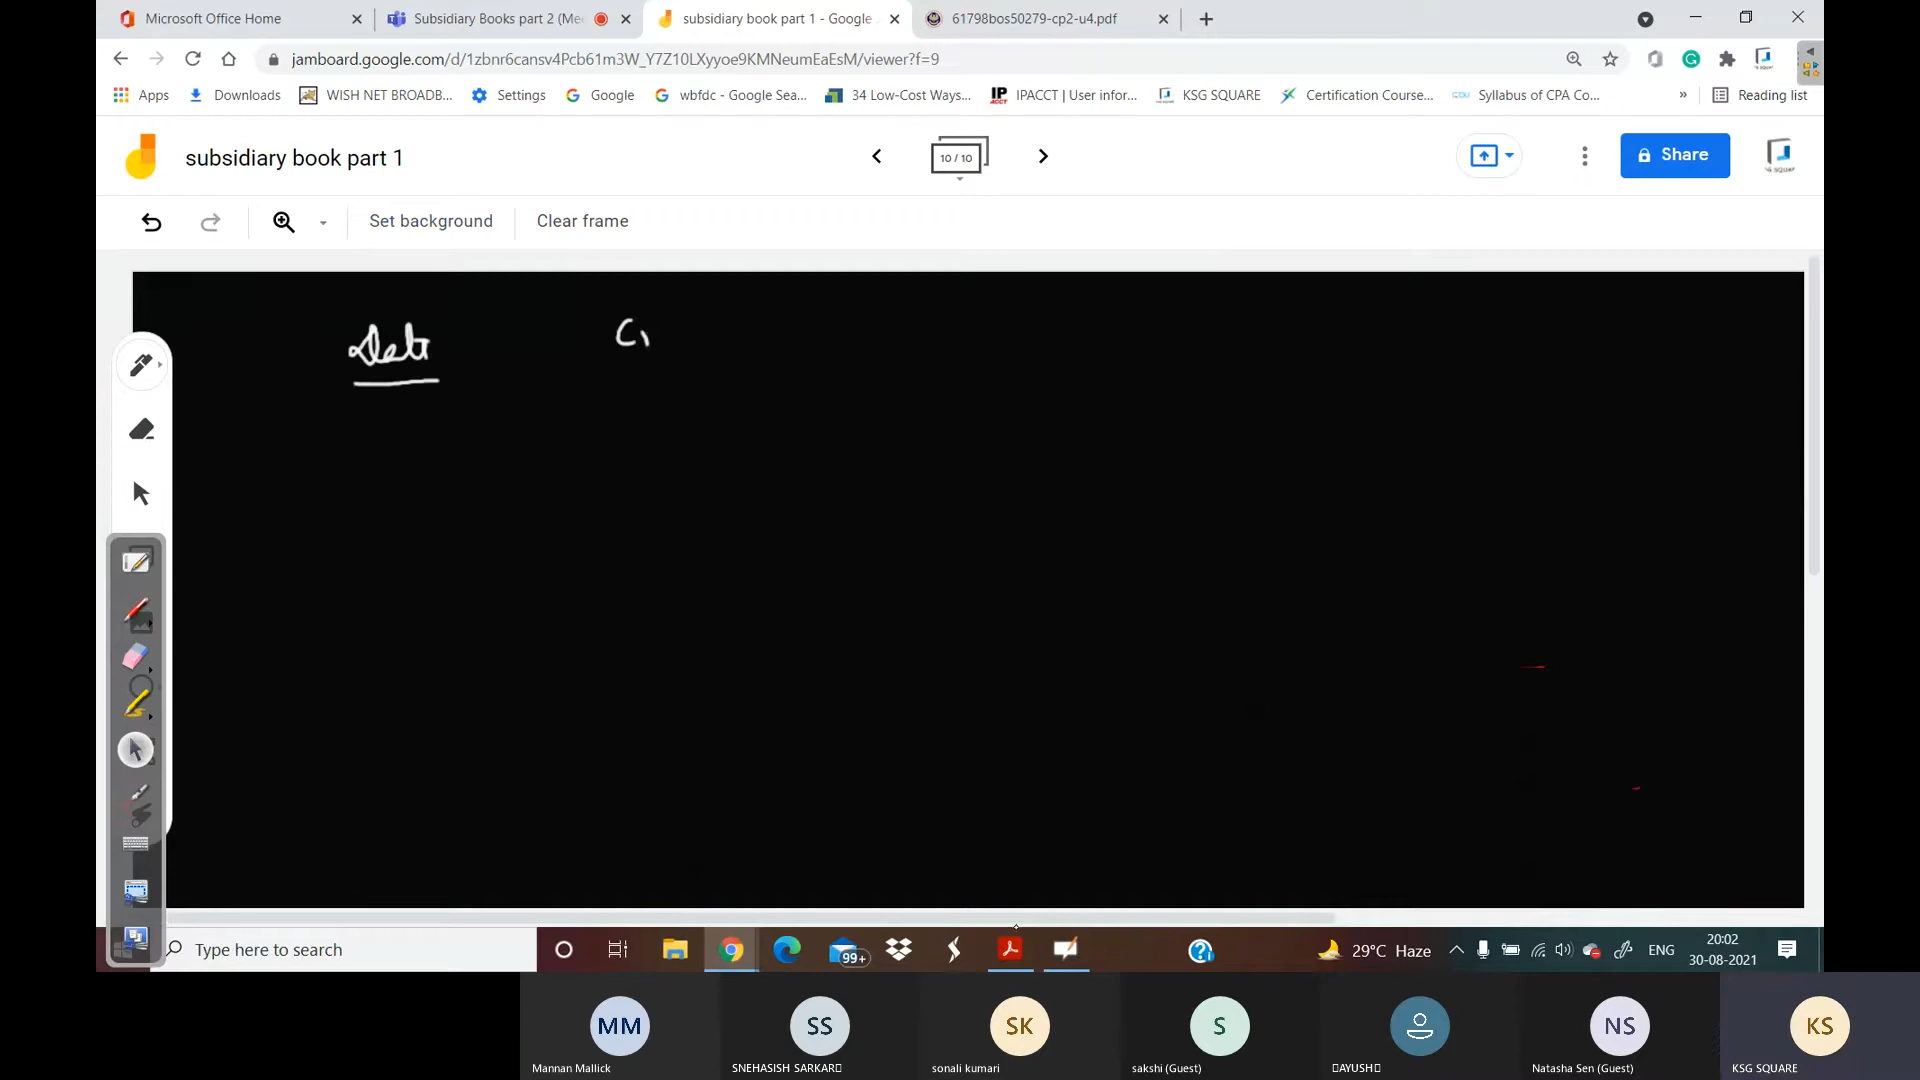 Microsoft Office Home
Subsidiary Books part 2 (Mee
subsidiary book part 1 - Google
61798bos50279-cp2-u4.pdf
jamboard.google.com/d/1zbnr6cansv4Pcb61m3W_Y7Z10LXyyoe9KMNeumEaEsM/viewer?f=9
Apps
Downloads
WISH NET BROADB...
Settings
Google
wbfdc - Google Sea...
34 Low-Cost Ways...
IP ACCT
IPACCT | User infor...
KSG SQUARE
Certification Course...
Syllabus of CPA Co...
»
Reading list
subsidiary book part 1
10 / 10
Share
Set background
Clear frame
Type here to search
99+
29°C Haze
ENG
20:02
30-08-2021
MM
SS
SK
S
NS
KS
Mannan Mallick
SNEHASISH SARKAR
sonali kumari
sakshi (Guest)
AYUSH
Natasha Sen (Guest)
KSG SQUARE